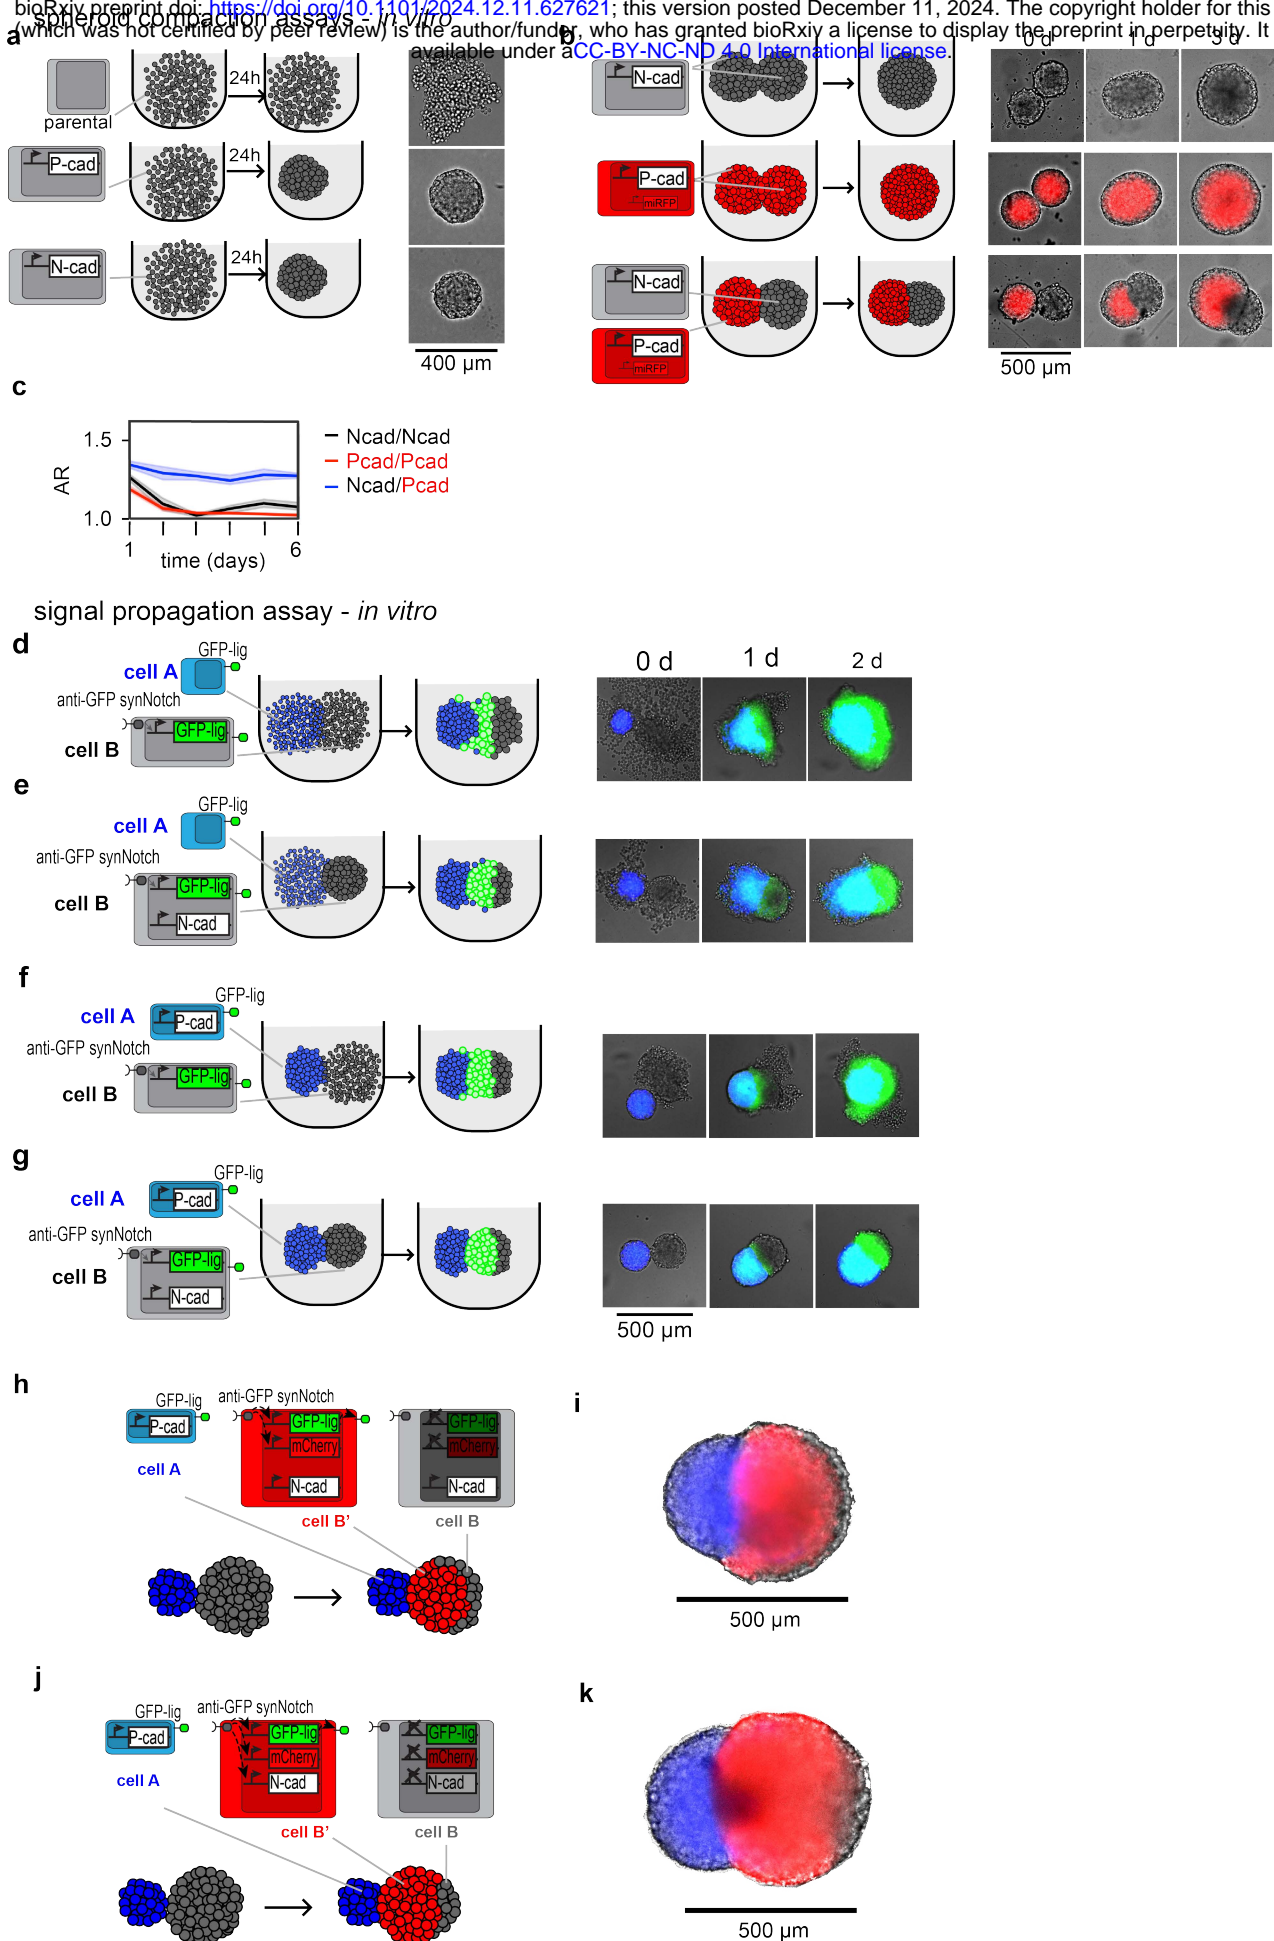 bioRxiv preprint doi: https://doi.org/10.1101/2024.12.11.627621; this version posted December 11, 2024. The copyright holder for this
(which was not certified by peer review) is the author/funder, who has granted bioRxiv a license to display the preprint in perpetuity. It
available under aCC-BY-NC-ND 4.0 International license.
spheroid compaction assays - in vitro
a
parental
24h
P-cad
24h
N-cad
24h
400 µm
b
0 d 1 d 3 d
N-cad
P-cad
miRFP
N-cad
P-cad
miRFP
500 µm
c
1.5
AR
1.0
1 6
time (days)
Ncad/Ncad
Pcad/Pcad
Ncad/Pcad
signal propagation assay - in vitro
d
GFP-lig
cell A
anti-GFP synNotch
GFP-lig
cell B
0 d 1 d 2 d
e
GFP-lig
cell A
anti-GFP synNotch
GFP-lig
cell B
N-cad
f
GFP-lig
cell A
P-cad
anti-GFP synNotch
GFP-lig
cell B
g
GFP-lig
cell A
P-cad
anti-GFP synNotch
GFP-lig
cell B
N-cad
500 µm
h
GFP-lig
P-cad
cell A
anti-GFP synNotch
GFP-lig
mCherry
N-cad
cell B'
GFP-lig
mCherry
N-cad
cell B
i
500 µm
j
GFP-lig
P-cad
cell A
anti-GFP synNotch
GFP-lig
mCherry
N-cad
cell B'
GFP-lig
mCherry
N-cad
cell B
k
500 µm